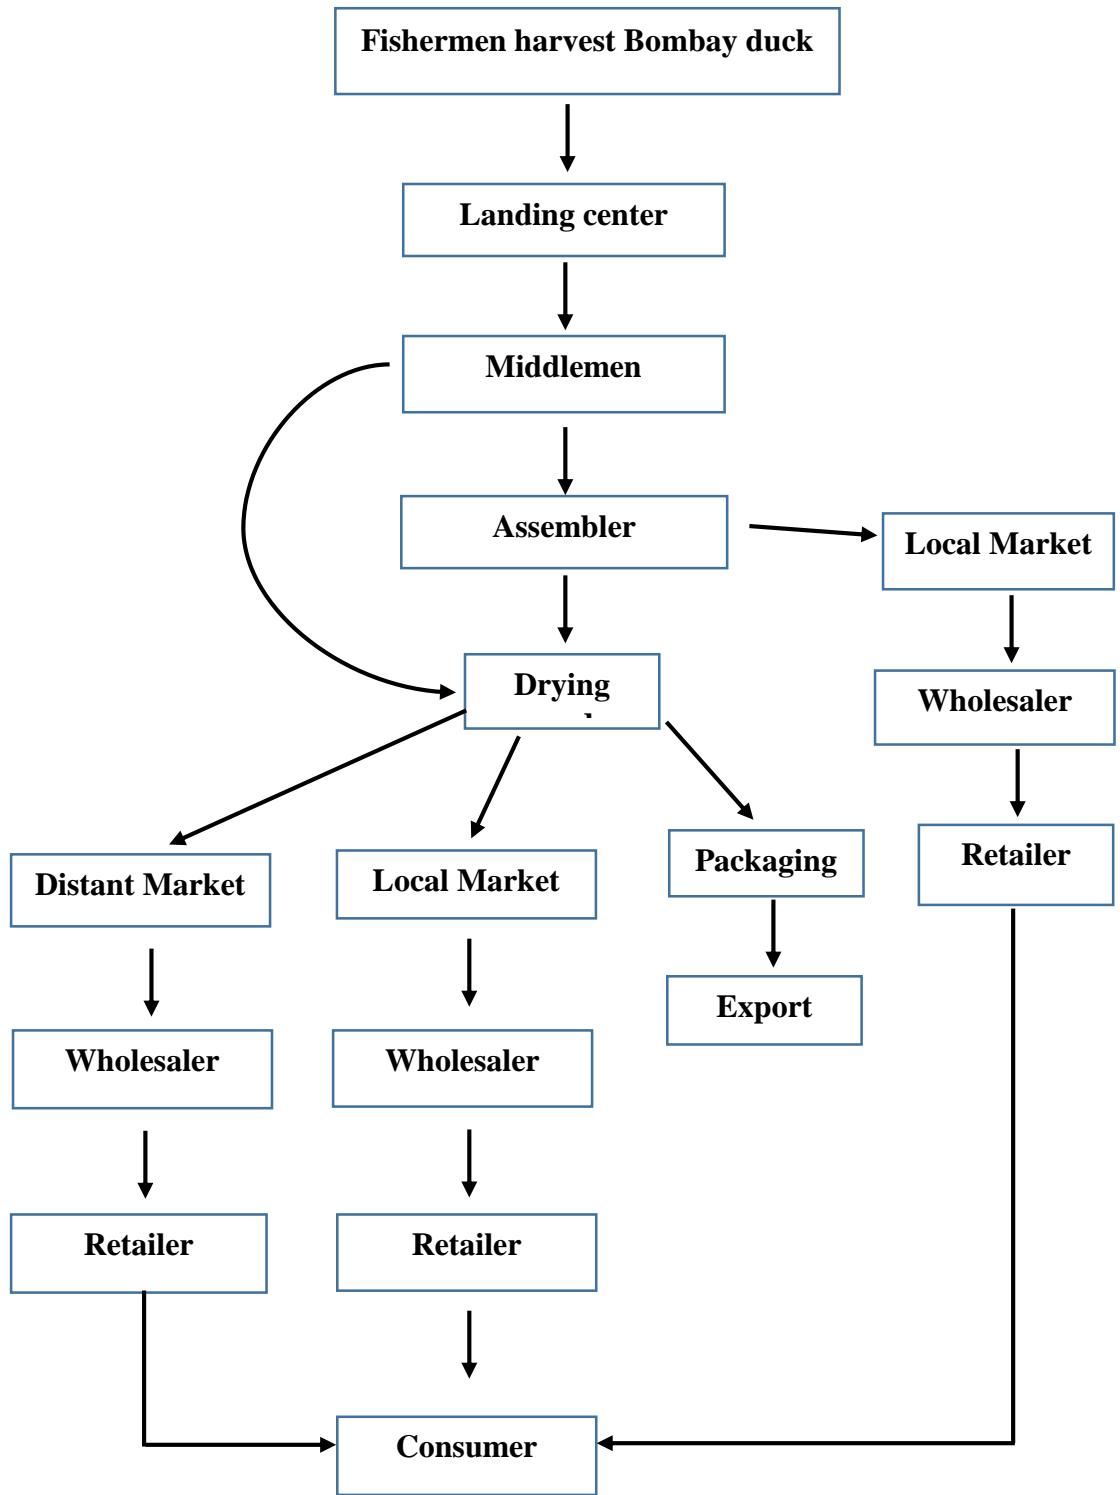 Fishermen harvest Bombay duck
Landing center
Middlemen
Assembler
Local Market
Drying
Wholesaler
Retailer
Distant Market
Local Market
Packaging
Wholesaler
Wholesaler
Export
Retailer
Retailer
Consumer